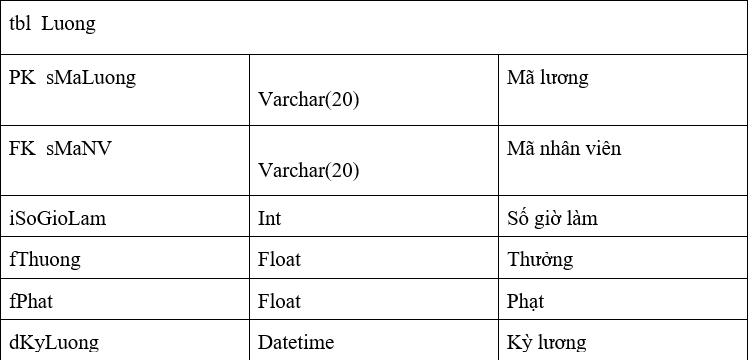 tbl Luong
PK sMaLuong
Varchar(20)
Mã lương
FK sMaNV
Varchar(20)
Mã nhân viên
iSoGioLam Int Số giờ làm
fThuong Float Thưởng
fPhat Float Phạt
dKyLuong Datetime Kỳ lương